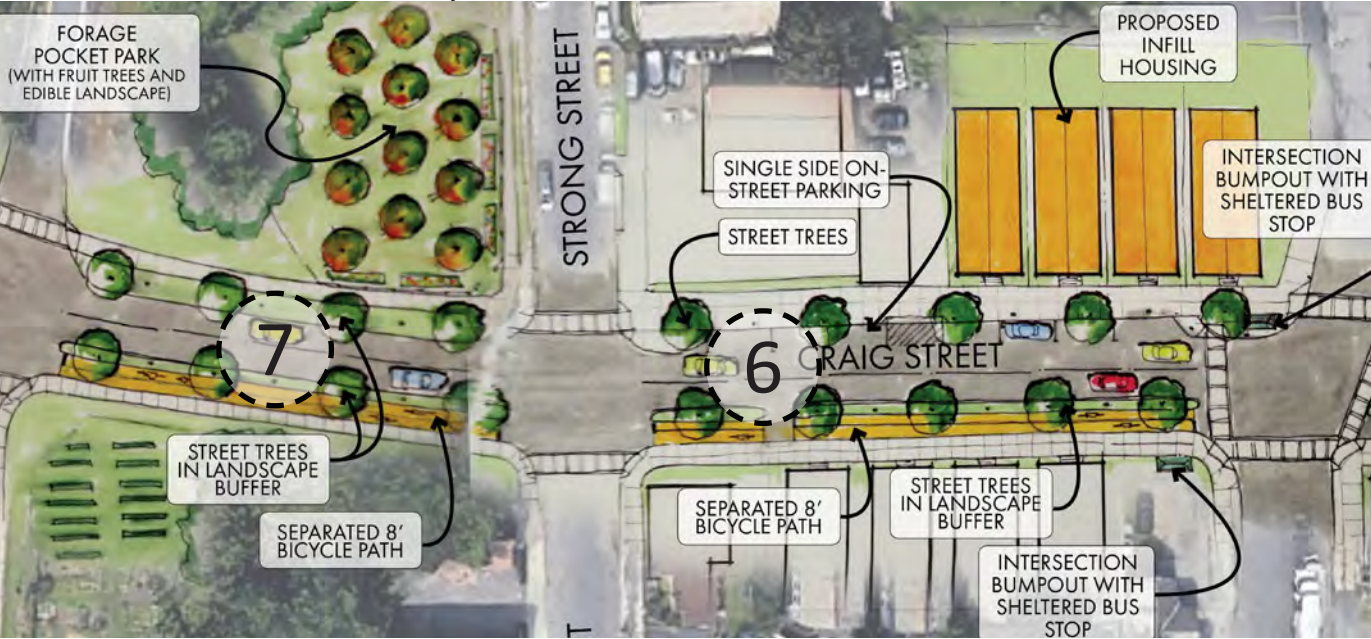 FORAGE
POCKET PARK
(WITH FRUIT TREES AND
EDIBLE LANDSCAPE)
STRONG STREET
PROPOSED
INFILL
HOUSING
SINGLE SIDE ON-
STREET PARKING
INTERSECTION
BUMPOUT WITH
SHELTERED BUS
STOP
STREET TREES
7
6
CRAIG STREET
STREET TREES
IN LANDSCAPE
BUFFER
SEPARATED 8'
BICYCLE PATH
SEPARATED 8'
BICYCLE PATH
STREET TREES
IN LANDSCAPE
BUFFER
INTERSECTION
BUMPOUT WITH
SHELTERED BUS
STOP
T